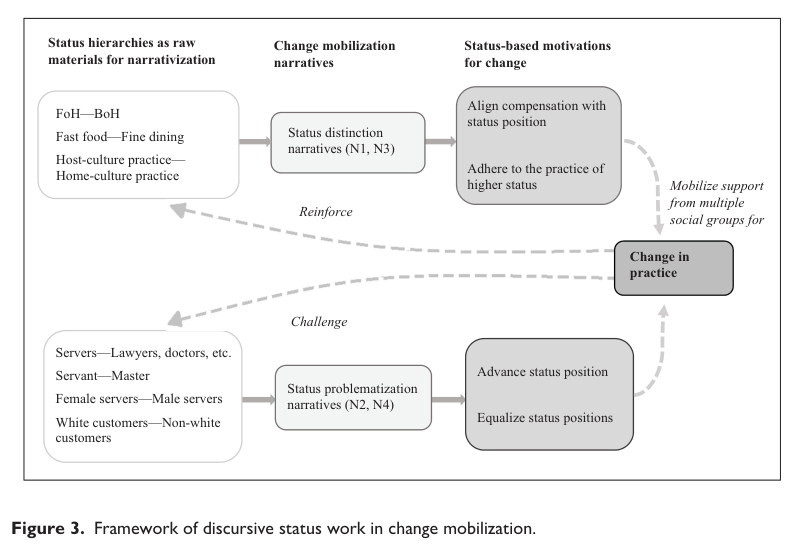 Status hierarchies as raw
materials for narrativization
Change mobilization
narratives
Status-based motivations
for change
FoH—BoH
Fast food—Fine dining
Host-culture practice—
Home-culture practice
Status distinction
narratives (N1, N3)
Align compensation with
status position
Adhere to the practice of
higher status
Mobilize support
from multiple
social groups for
Reinforce
Change in
practice
Challenge
Servers—Lawyers, doctors, etc.
Servant—Master
Female servers—Male servers
White customers—Non-white
customers
Status problematization
narratives (N2, N4)
Advance status position
Equalize status positions
Figure 3. Framework of discursive status work in change mobilization.